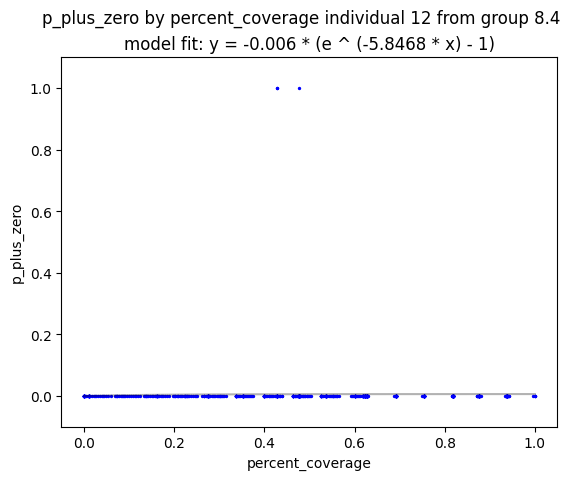 p_plus_zero by percent_coverage individual 12 from group 8.4
model fit: y = -0.006 * (e ^ (-5.8468 * x) - 1)
1.0
0.8
0.6
0.4
0.2
0.0
p_plus_zero
0.0 0.2 0.4 0.6 0.8 1.0
percent_coverage